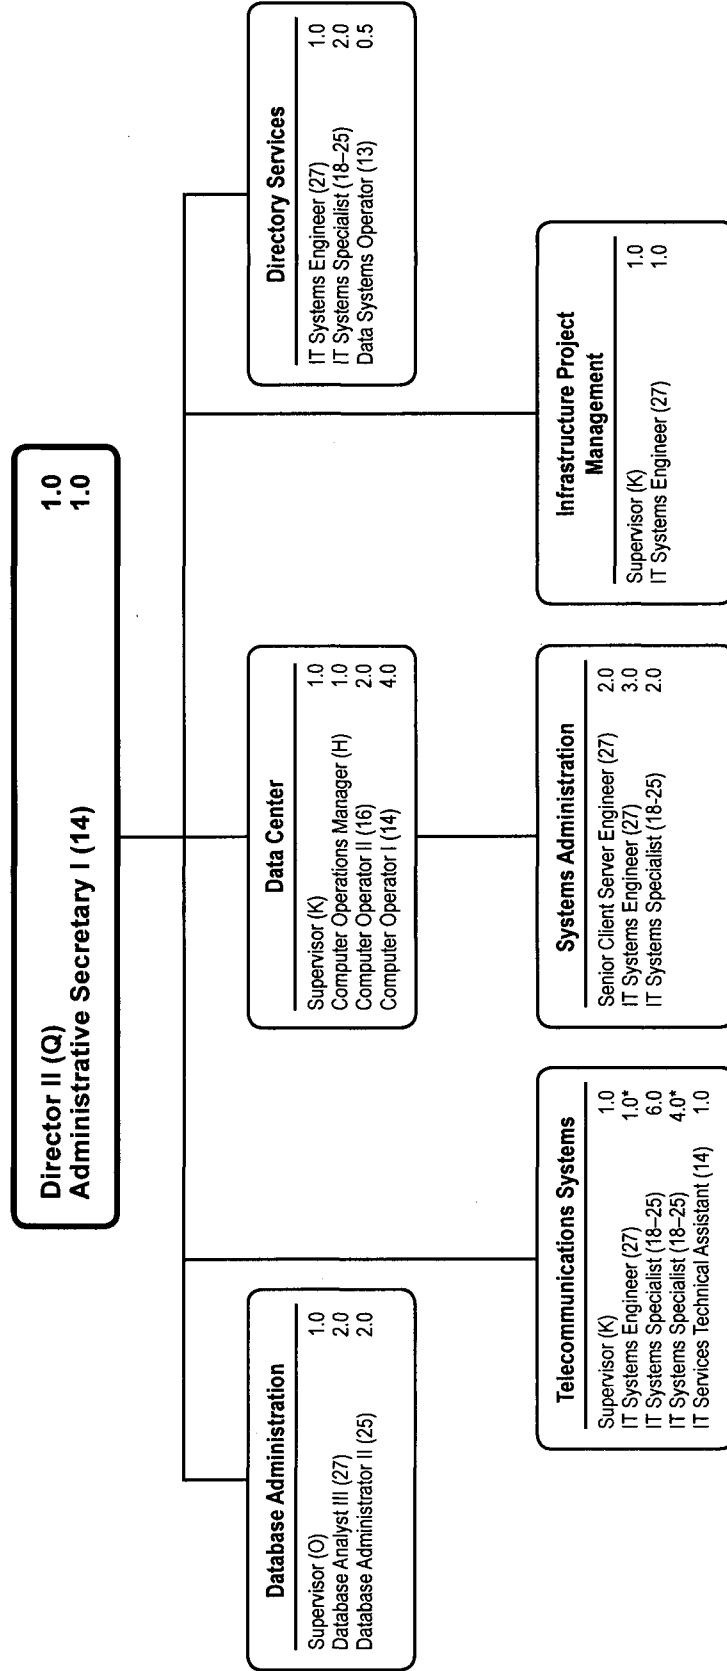 Director II (Q) 1.0
Administrative Secretary I (14) 1.0
Database Administration
Supervisor (O) 1.0
Database Analyst III (27) 2.0
Database Administrator II (25) 2.0
Data Center
Supervisor (K) 1.0
Computer Operations Manager (H) 1.0
Computer Operator II (16) 2.0
Computer Operator I (14) 4.0
Directory Services
IT Systems Engineer (27) 1.0
IT Systems Specialist (18–25) 2.0
Data Systems Operator (13) 0.5
Telecommunications Systems
Supervisor (K) 1.0
IT Systems Engineer (27) 1.0*
IT Systems Specialist (18–25) 6.0
IT Systems Specialist (18–25) 4.0*
IT Services Technical Assistant (14) 1.0
Systems Administration
Senior Client Server Engineer (27) 2.0
IT Systems Engineer (27) 3.0
IT Systems Specialist (18-25) 2.0
Infrastructure Project
Management
Supervisor (K) 1.0
IT Systems Engineer (27) 1.0